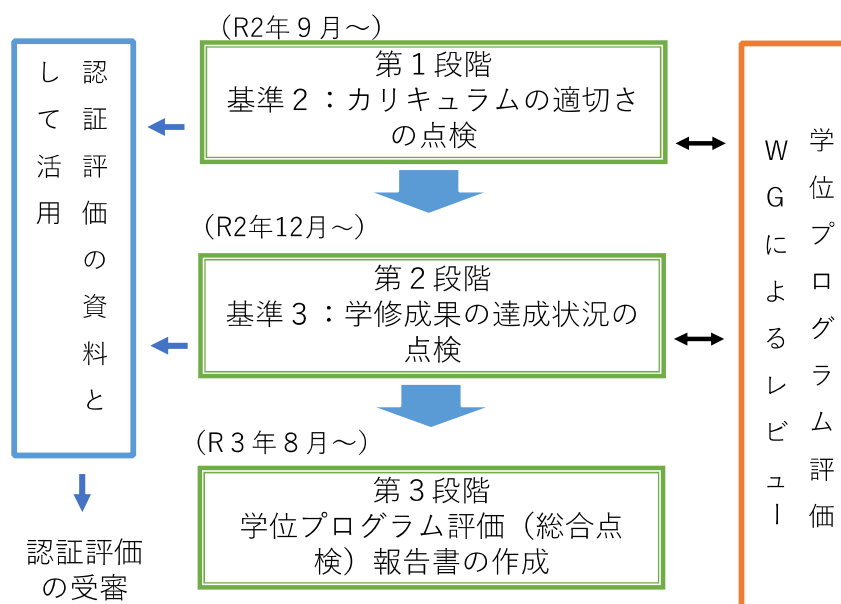 (R2年９月～)
第１段階
基準２：カリキュラムの適切さ
の点検
(R2年12月～)
第２段階
基準３：学修成果の達成状況の
点検
(R３年８月～)
第３段階
学位プログラム評価（総合点
検）報告書の作成
認証評価の資料と
して活用
認証評価
の受審
学位プログラム評価
WGによるレビュー